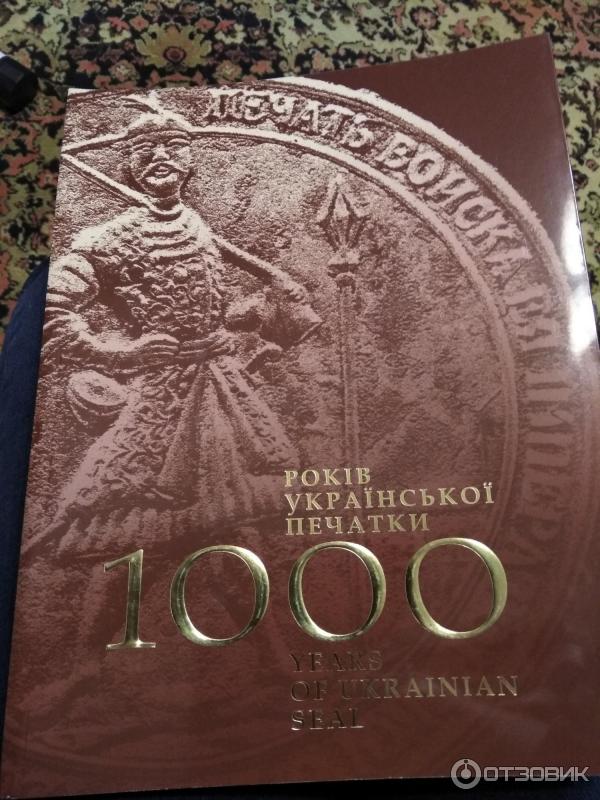 ПЕЧАТЬ ВОИСКА
РОКІВ
УКРАЇНСЬКОЇ
ПЕЧАТКИ
1000
YEARS
OF UKRAINIAN
SEAL
ОТЗОВИК